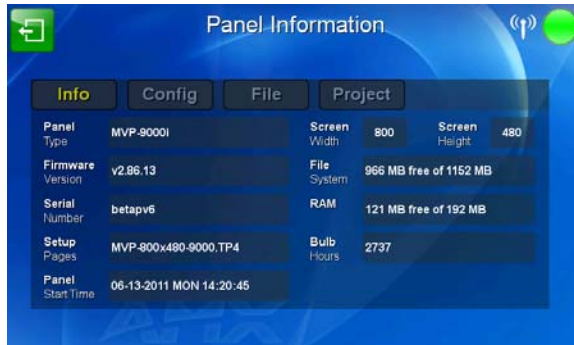 Panel Information
Info Config File Project
Panel Type MVP-9000i Screen Width 800 Screen Height 480
Firmware Version v2.86.13 File System 966 MB free of 1152 MB
Serial Number betapv6 RAM 121 MB free of 192 MB
Setup Pages MVP-800x480-9000.TP4 Bulb Hours 2737
Panel Start Time 06-13-2011 MON 14:20:45
AMX